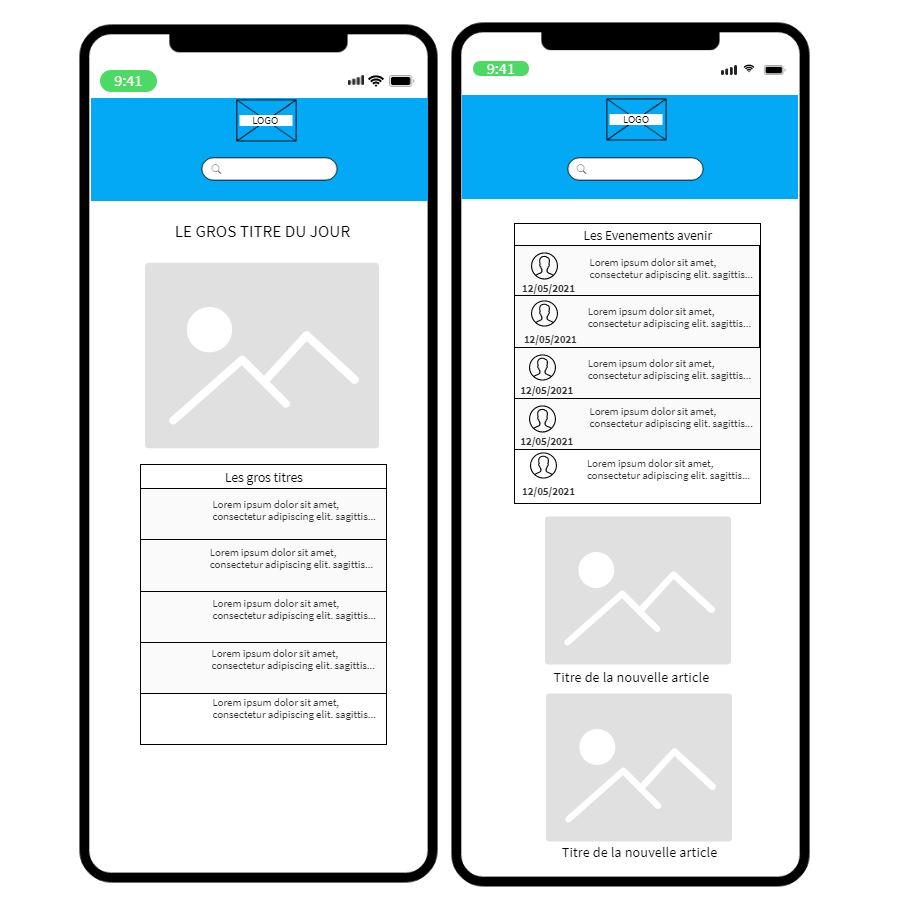 9:41
LOGO
LE GROS TITRE DU JOUR
Les gros titres
Lorem ipsum dolor sit amet,
consectetur adipiscing elit. sagittis...
Lorem ipsum dolor sit amet,
consectetur adipiscing elit. sagittis...
Lorem ipsum dolor sit amet,
consectetur adipiscing elit. sagittis...
Lorem ipsum dolor sit amet,
consectetur adipiscing elit. sagittis...
Lorem ipsum dolor sit amet,
consectetur adipiscing elit. sagittis...
9:41
LOGO
Les Evenements avenir
Lorem ipsum dolor sit amet,
consectetur adipiscing elit. sagittis...
12/05/2021
Lorem ipsum dolor sit amet,
consectetur adipiscing elit. sagittis...
12/05/2021
Lorem ipsum dolor sit amet,
consectetur adipiscing elit. sagittis...
12/05/2021
Lorem ipsum dolor sit amet,
consectetur adipiscing elit. sagittis...
12/05/2021
Lorem ipsum dolor sit amet,
consectetur adipiscing elit. sagittis...
12/05/2021
Titre de la nouvelle article
Titre de la nouvelle article